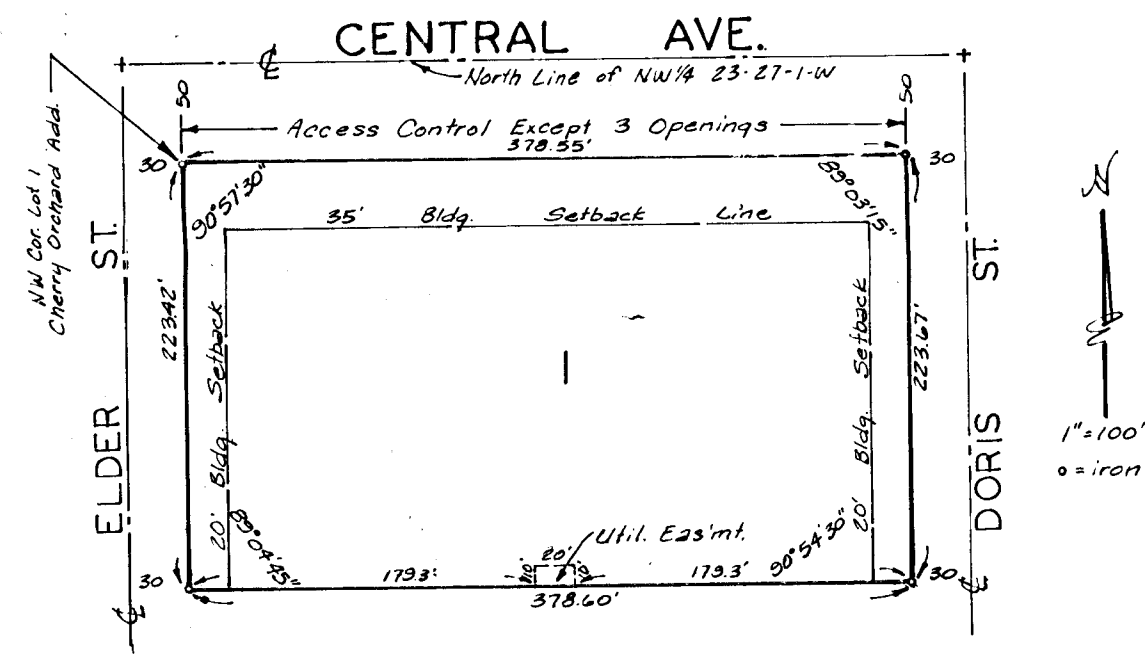 CENTRAL AVE.
℄
North Line of NW¼ 23-27-1-W
50
50
Access Control Except 3 Openings
378.55'
30
30
NW Cor. Lot 1
Cherry Orchard Add.
90°57'30"
89°03'15"
35' Bldg. Setback Line
N
ELDER ST.
223.42'
20' Bldg. Setback
1
20' Bldg. Setback
223.67'
DORIS ST.
1"=100'
o = iron
89°04'45"
90°54'30"
Util. Eas'mt.
20'
10'
10'
179.3'
179.3'
30
30
378.60'
℄
℄